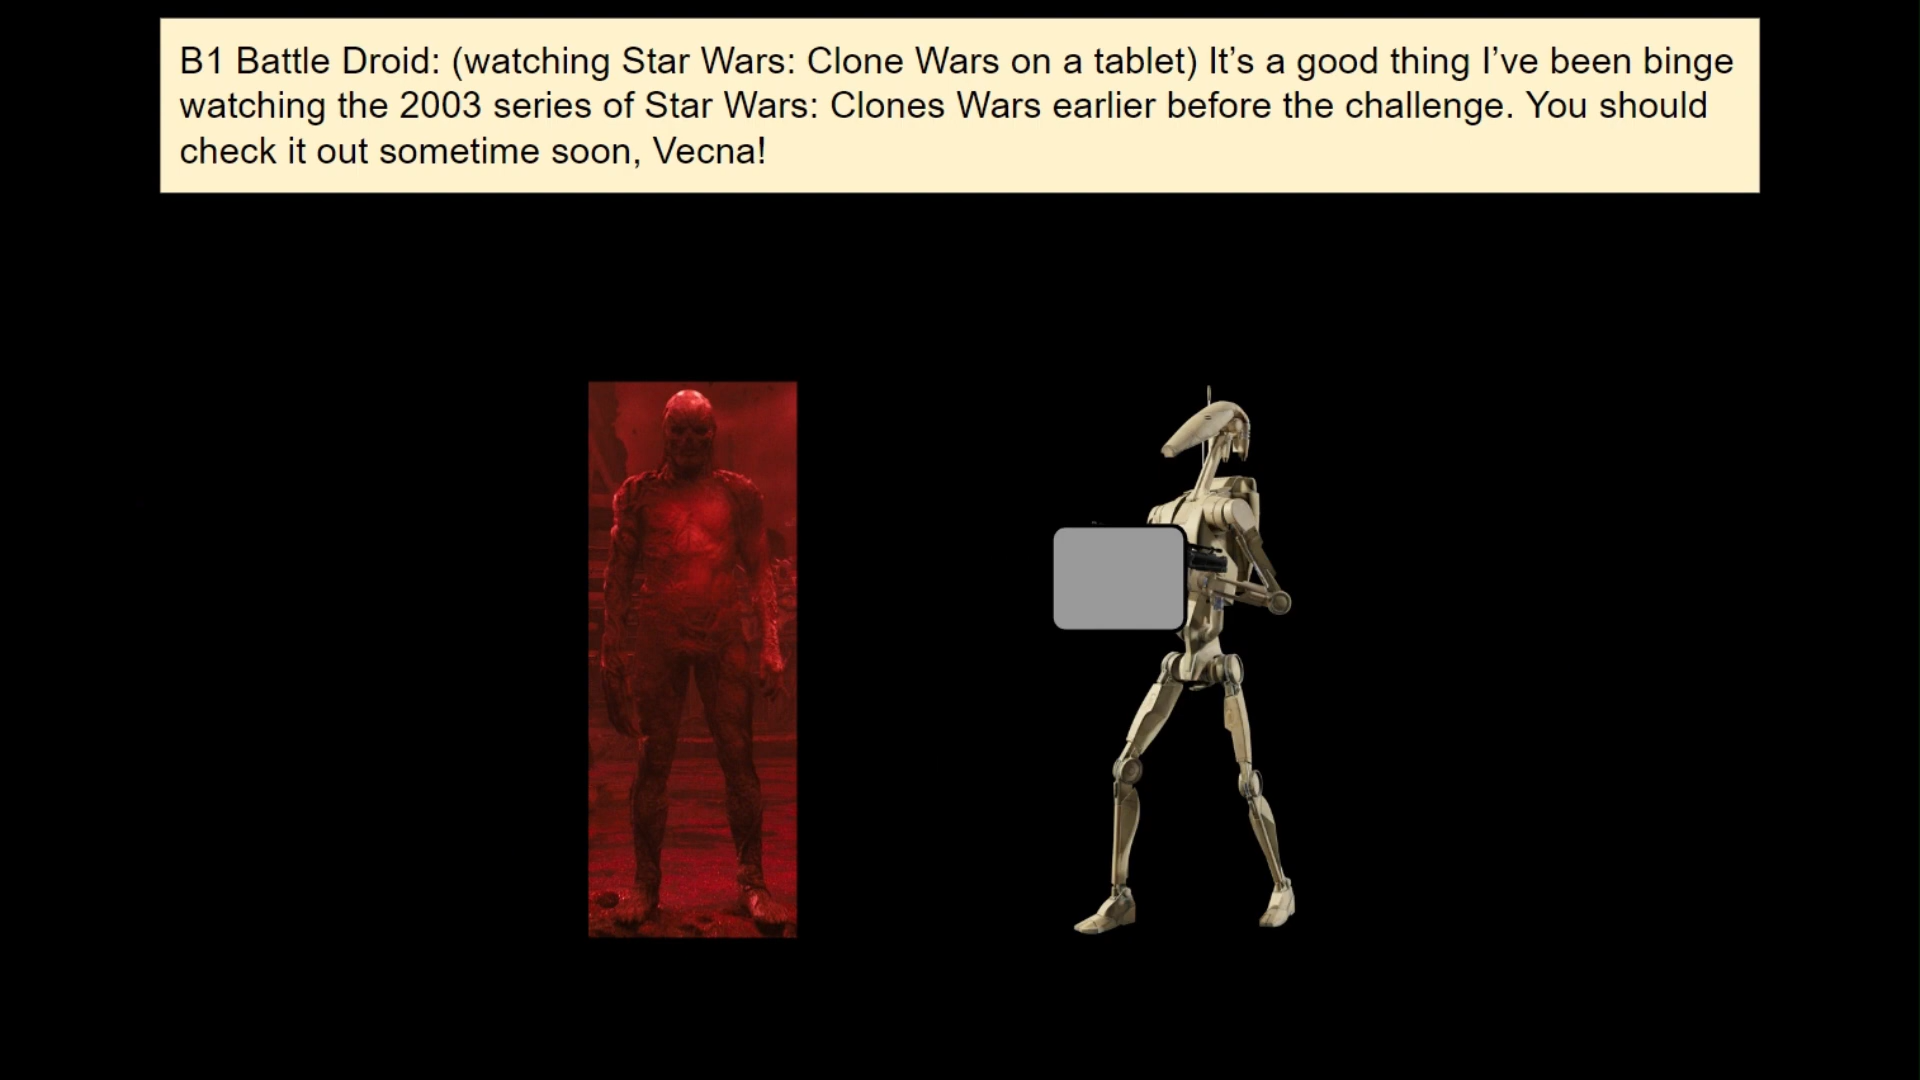 B1 Battle Droid: (watching Star Wars: Clone Wars on a tablet) It’s a good thing I’ve been binge
watching the 2003 series of Star Wars: Clones Wars earlier before the challenge. You should
check it out sometime soon, Vecna!